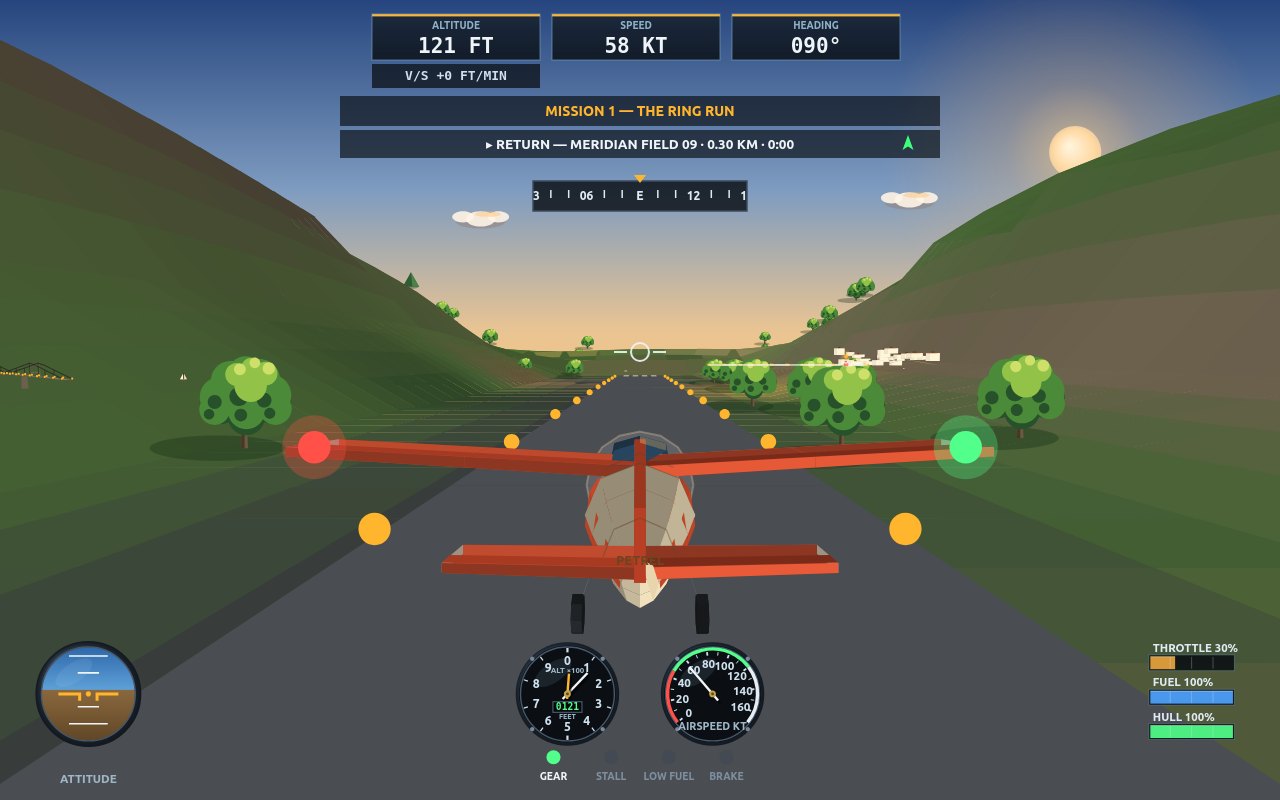 ALTITUDE
121 FT
SPEED
58 KT
HEADING
090°
V/S +0 FT/MIN
MISSION 1 — THE RING RUN
▸ RETURN — MERIDIAN FIELD 09 · 0.30 KM · 0:00
3 06 E 12 1
THROTTLE 30%
FUEL 100%
HULL 100%
ATTITUDE
0 1 2 3 4 5 6 7 8 9
ALT ×100
0121
FEET
0 20 40 60 80 100 120 140 160
AIRSPEED KT
GEAR
STALL
LOW FUEL
BRAKE